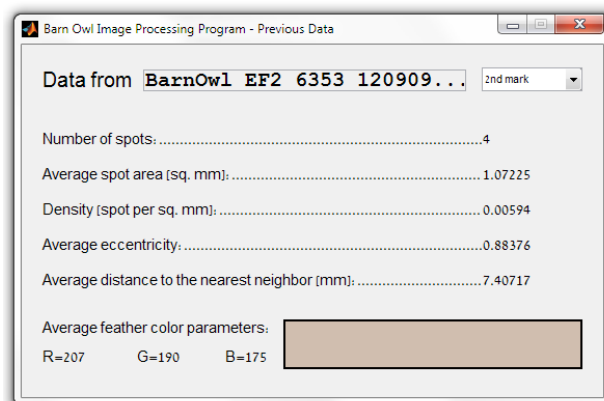 Barn Owl Image Processing Program - Previous Data
Data from BarnOwl EF2 6353 120909... 2nd mark
Number of spots:......................................................................................4
Average spot area [sq. mm]:..................................................................1.07225
Density [spot per sq. mm]:.....................................................................0.00594
Average eccentricity:...............................................................................0.88376
Average distance to the nearest neighbor [mm]:................................7.40717
Average feather color parameters:
R=207 G=190 B=175